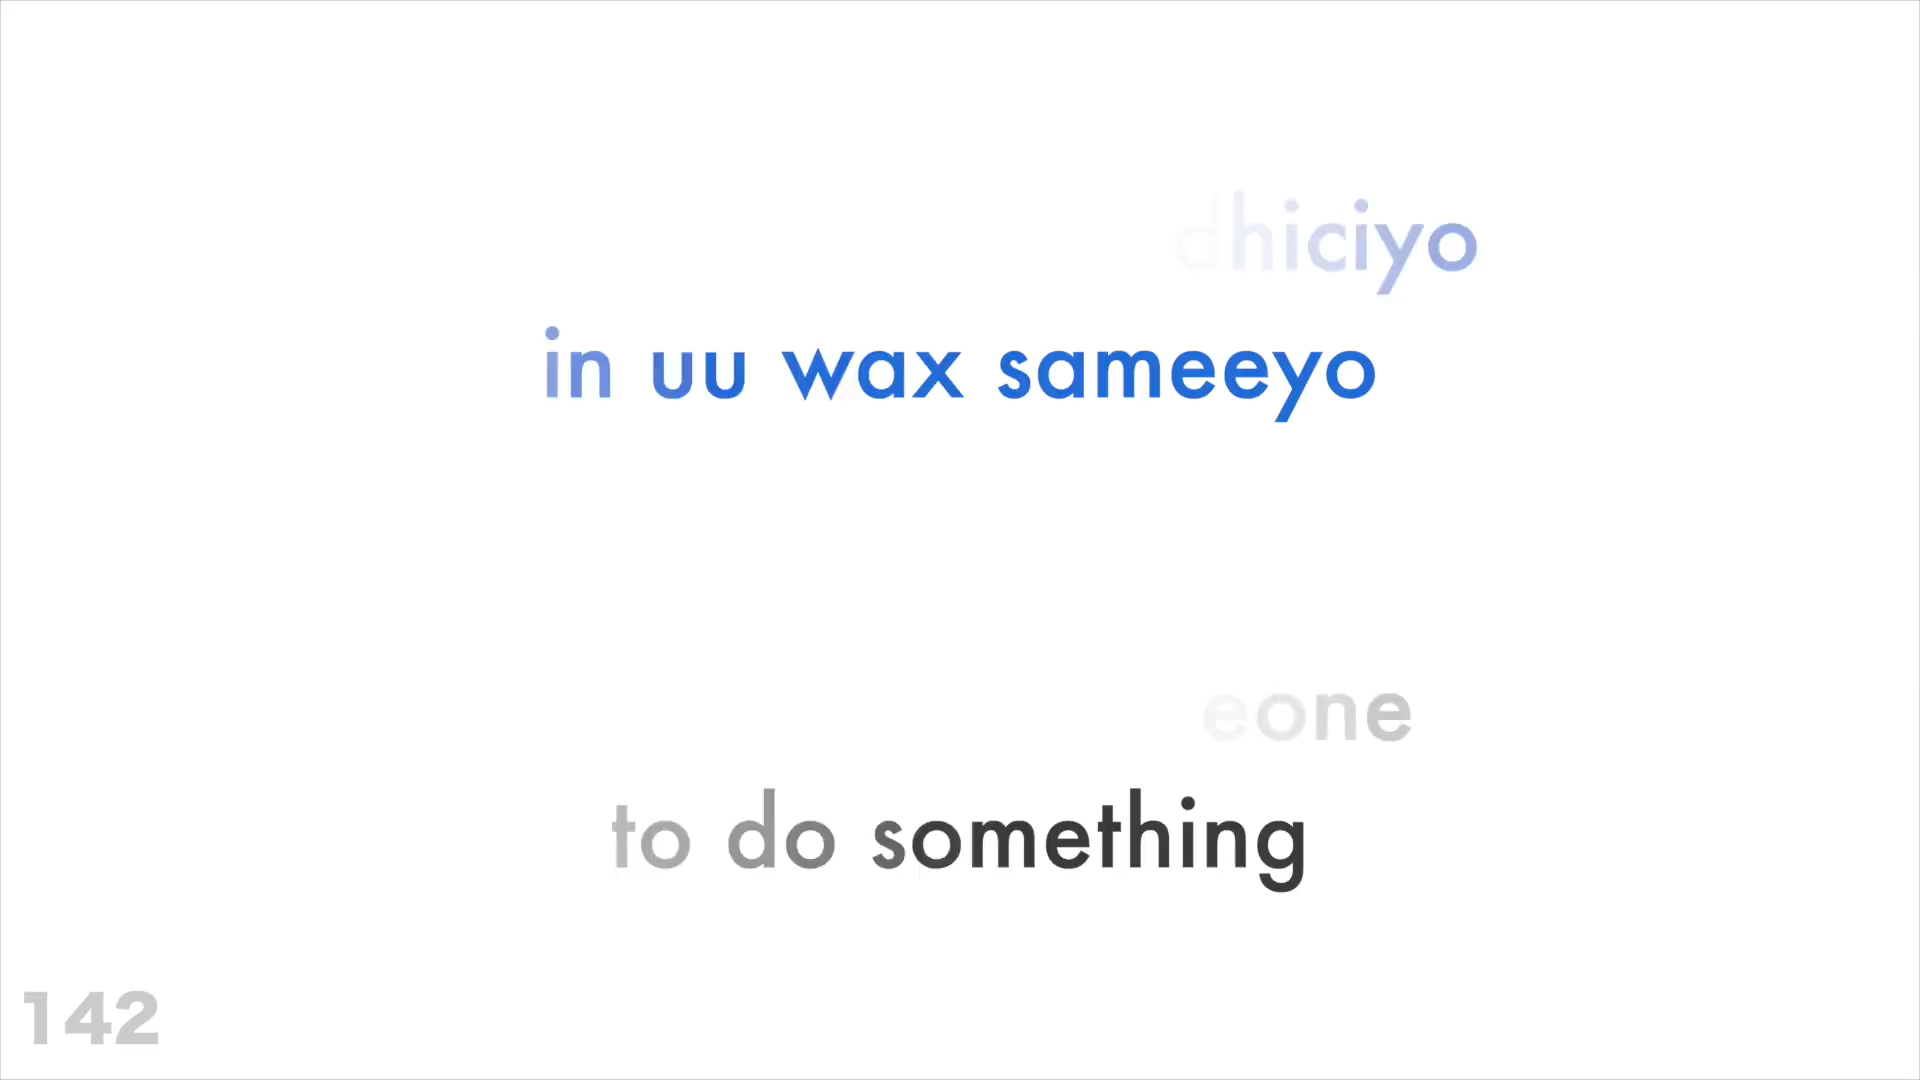 dhiciyo
in uu wax sameeyo
eone
to do something
142